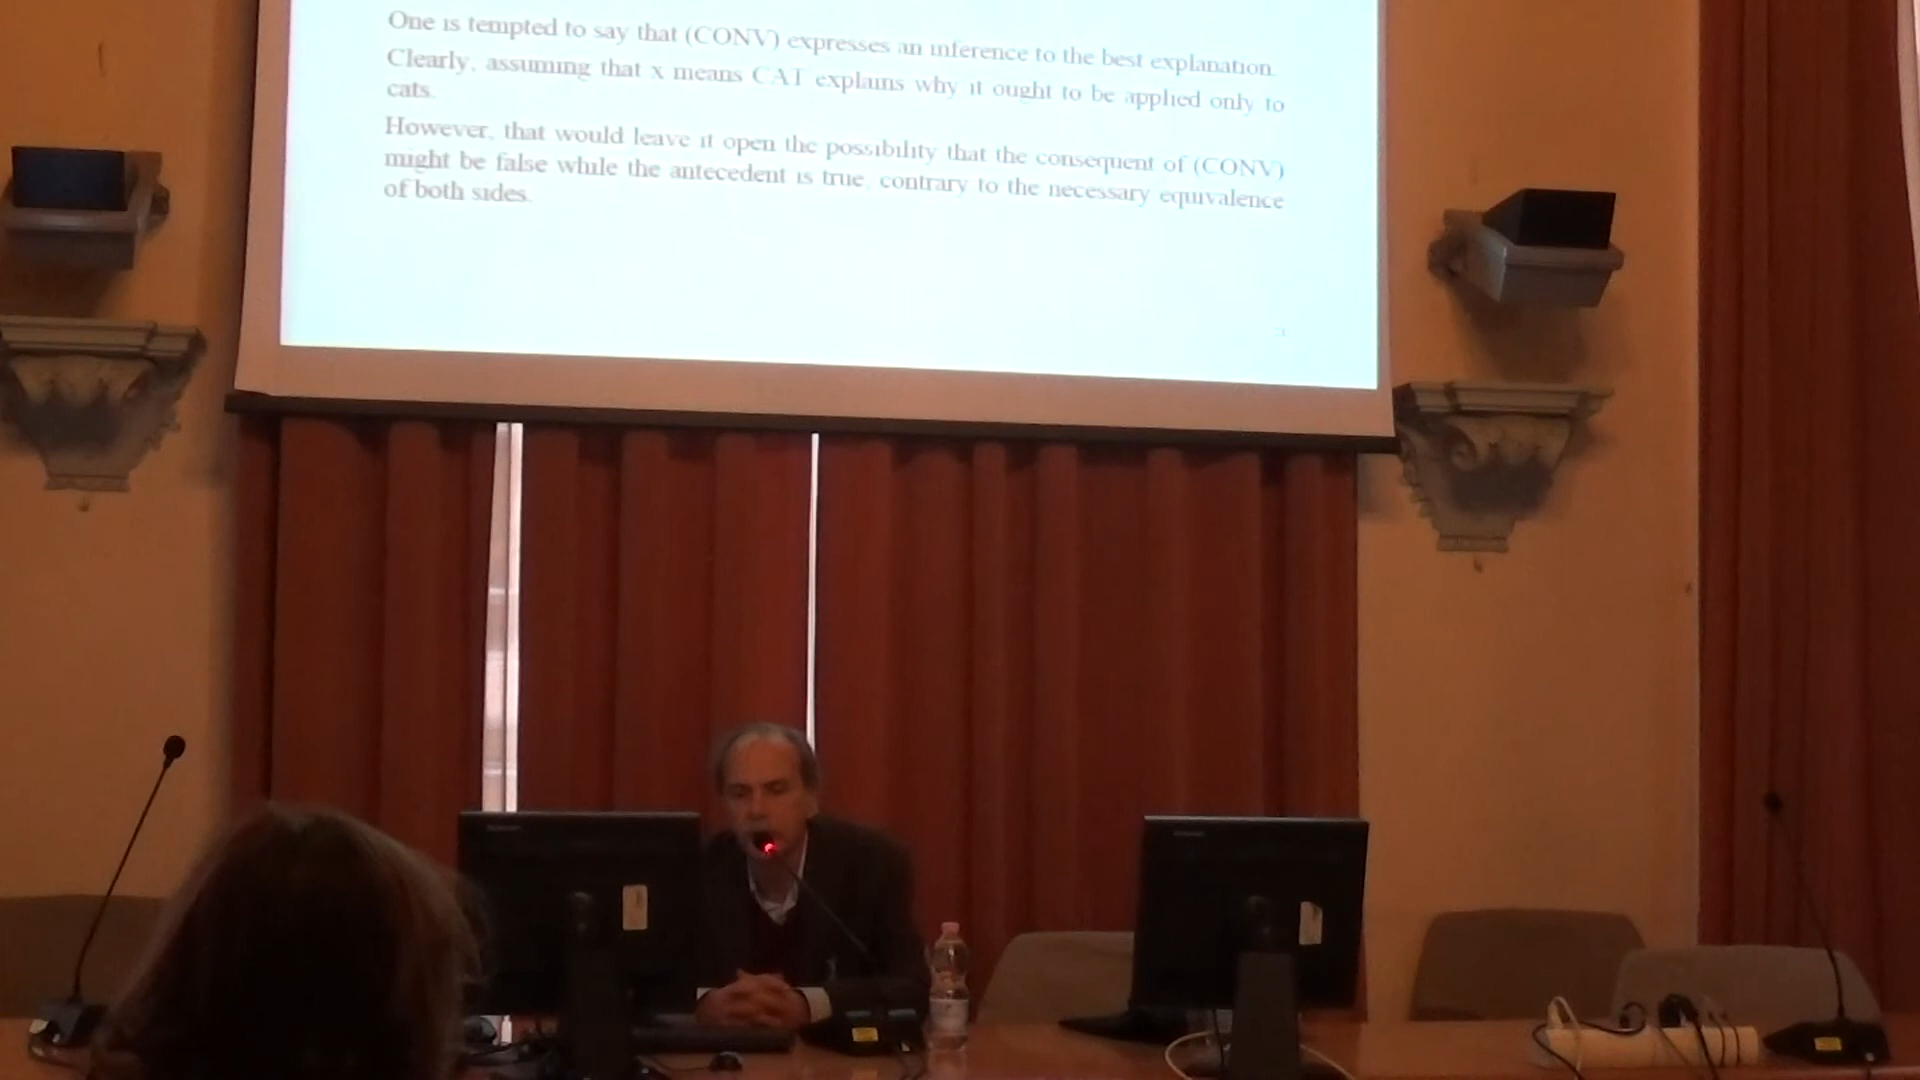 One is tempted to say that (CONV) expresses an inference to the best explanation.
Clearly, assuming that x means CAT explains why it ought to be applied only to
cats.
However, that would leave it open the possibility that the consequent of (CONV)
might be false while the antecedent is true, contrary to the necessary equivalence
of both sides.